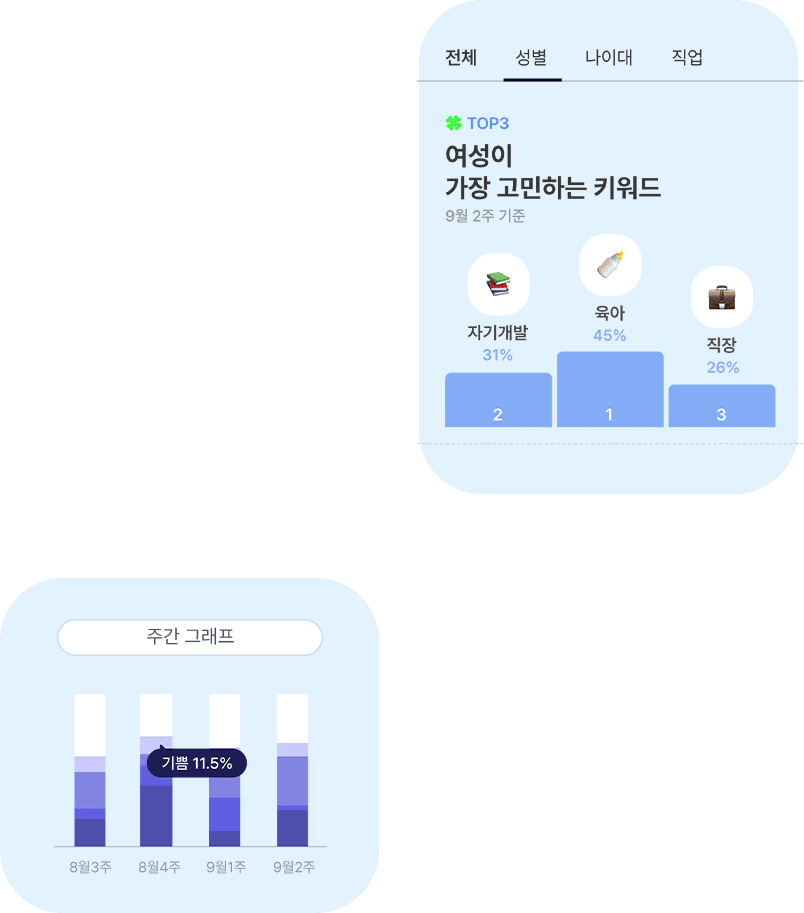 전체 성별 나이대 직업
TOP3
여성이
가장 고민하는 키워드
9월 2주 기준
육아
45%
자기개발
31%
직장
26%
2 1 3
주간 그래프
기쁨 11.5%
8월3주 8월4주 9월1주 9월2주